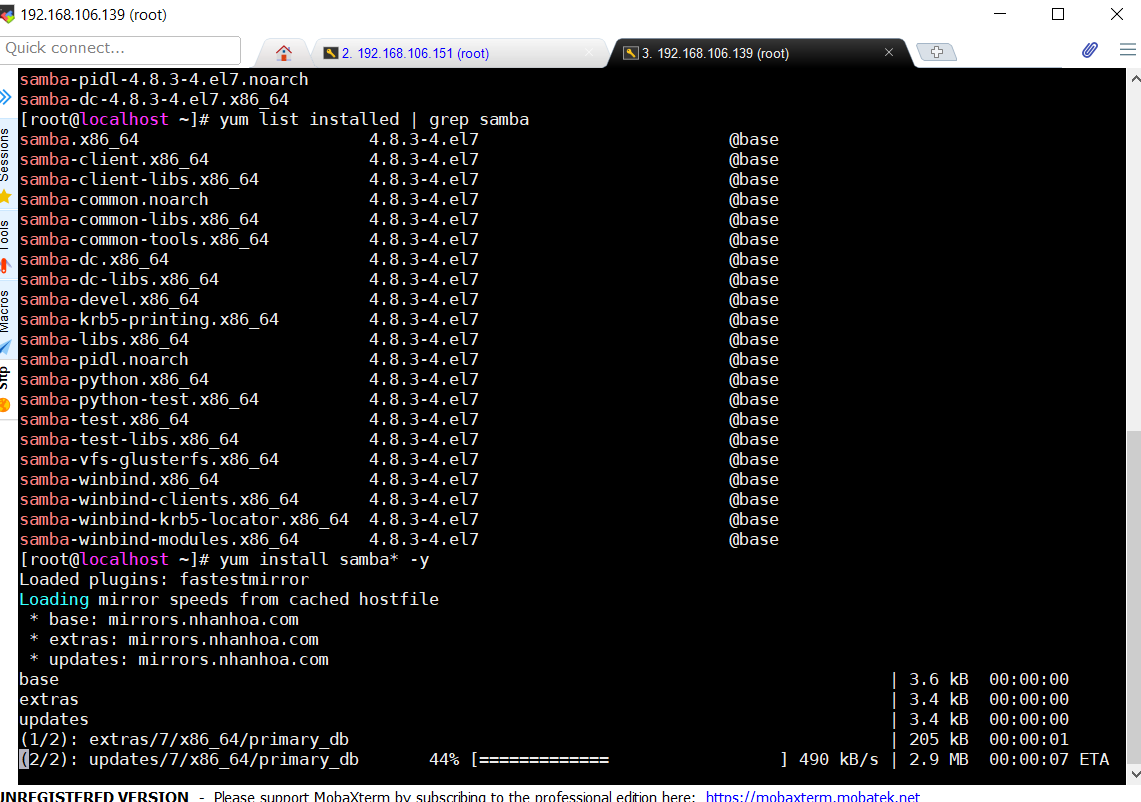 192.168.106.139 (root)
Quick connect...
2. 192.168.106.151 (root)
3. 192.168.106.139 (root)
Sessions
Tools
Macros
Sftp
samba-pidl-4.8.3-4.el7.noarch
samba-dc-4.8.3-4.el7.x86_64
[root@localhost ~]# yum list installed | grep samba
samba.x86_64 4.8.3-4.el7 @base
samba-client.x86_64 4.8.3-4.el7 @base
samba-client-libs.x86_64 4.8.3-4.el7 @base
samba-common.noarch 4.8.3-4.el7 @base
samba-common-libs.x86_64 4.8.3-4.el7 @base
samba-common-tools.x86_64 4.8.3-4.el7 @base
samba-dc.x86_64 4.8.3-4.el7 @base
samba-dc-libs.x86_64 4.8.3-4.el7 @base
samba-devel.x86_64 4.8.3-4.el7 @base
samba-krb5-printing.x86_64 4.8.3-4.el7 @base
samba-libs.x86_64 4.8.3-4.el7 @base
samba-pidl.noarch 4.8.3-4.el7 @base
samba-python.x86_64 4.8.3-4.el7 @base
samba-python-test.x86_64 4.8.3-4.el7 @base
samba-test.x86_64 4.8.3-4.el7 @base
samba-test-libs.x86_64 4.8.3-4.el7 @base
samba-vfs-glusterfs.x86_64 4.8.3-4.el7 @base
samba-winbind.x86_64 4.8.3-4.el7 @base
samba-winbind-clients.x86_64 4.8.3-4.el7 @base
samba-winbind-krb5-locator.x86_64 4.8.3-4.el7 @base
samba-winbind-modules.x86_64 4.8.3-4.el7 @base
[root@localhost ~]# yum install samba* -y
Loaded plugins: fastestmirror
Loading mirror speeds from cached hostfile
 * base: mirrors.nhanhoa.com
 * extras: mirrors.nhanhoa.com
 * updates: mirrors.nhanhoa.com
base | 3.6 kB 00:00:00
extras | 3.4 kB 00:00:00
updates | 3.4 kB 00:00:00
(1/2): extras/7/x86_64/primary_db | 205 kB 00:00:01
(2/2): updates/7/x86_64/primary_db 44% [============= ] 490 kB/s | 2.9 MB 00:00:07 ETA
UNREGISTERED VERSION - Please support MobaXterm by subscribing to the professional edition here: https://mobaxterm.mobatek.net